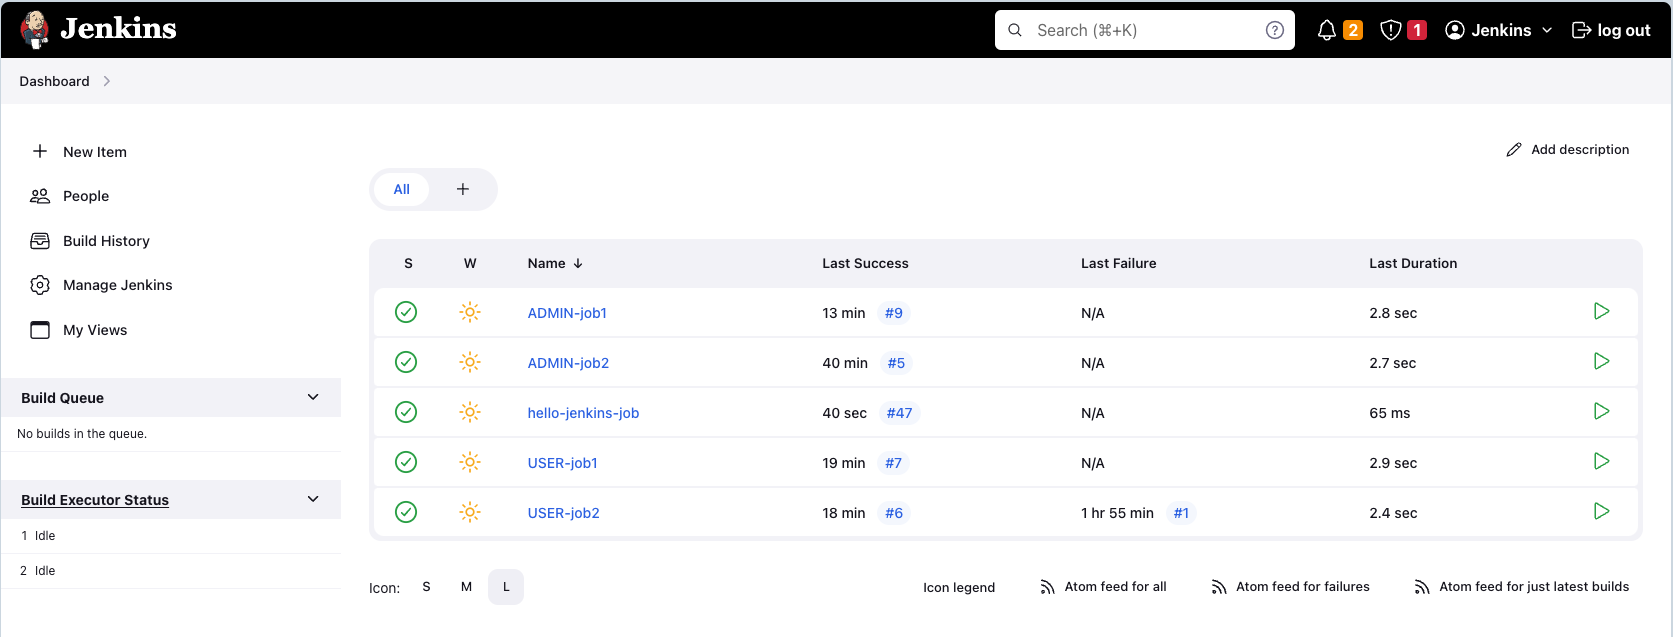 Jenkins
Search (⌘+K)
2
1
Jenkins
log out
Dashboard
New Item
People
Build History
Manage Jenkins
My Views
Build Queue
No builds in the queue.
Build Executor Status
1 Idle
2 Idle
Add description
All
S W Name ↓ Last Success Last Failure Last Duration
ADMIN-job1 13 min #9 N/A 2.8 sec
ADMIN-job2 40 min #5 N/A 2.7 sec
hello-jenkins-job 40 sec #47 N/A 65 ms
USER-job1 19 min #7 N/A 2.9 sec
USER-job2 18 min #6 1 hr 55 min #1 2.4 sec
Icon: S M L
Icon legend
Atom feed for all
Atom feed for failures
Atom feed for just latest builds